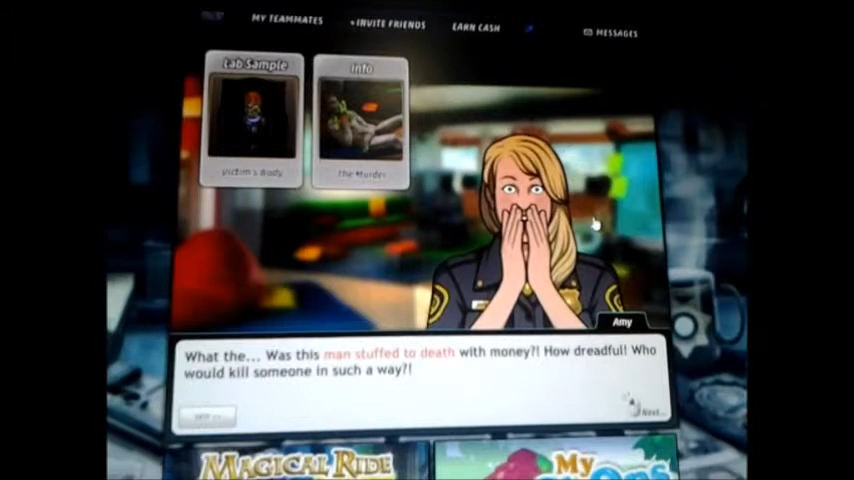 MY TEAMMATES
+INVITE FRIENDS
EARN CASH
MESSAGES
Lab Sample
Info
Victim's Body
The Murder
Amy
What the... Was this man stuffed to death with money?! How dreadful! Who
would kill someone in such a way?!
Next...
MAGICAL RIDE
My